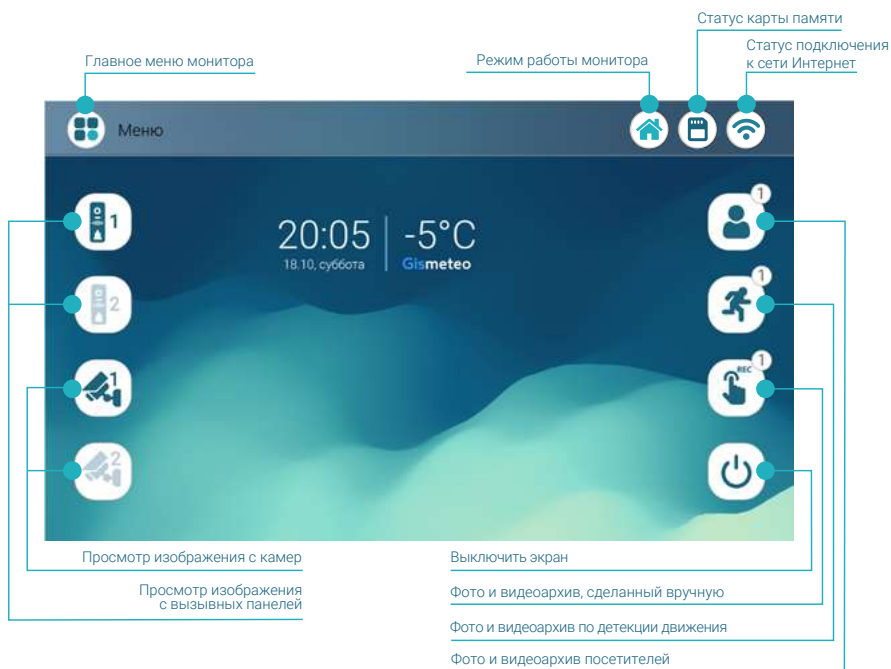 Статус карты памяти
Статус подключения
к сети Интернет
Главное меню монитора
Режим работы монитора
Меню
1
2
1
2
20:05
-5°C
18.10, суббота
Gismeteo
1
1
REC
1
Просмотр изображения с камер
Просмотр изображения
с вызывных панелей
Выключить экран
Фото и видеоархив, сделанный вручную
Фото и видеоархив по детекции движения
Фото и видеоархив посетителей